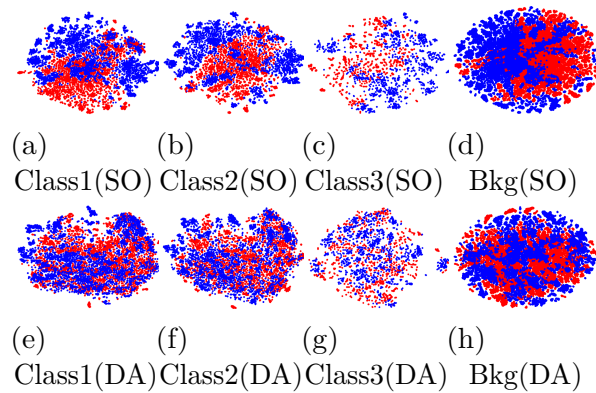 (a) (b) (c) (d)
Class1(SO) Class2(SO) Class3(SO) Bkg(SO)
(e) (f) (g) (h)
Class1(DA) Class2(DA) Class3(DA) Bkg(DA)